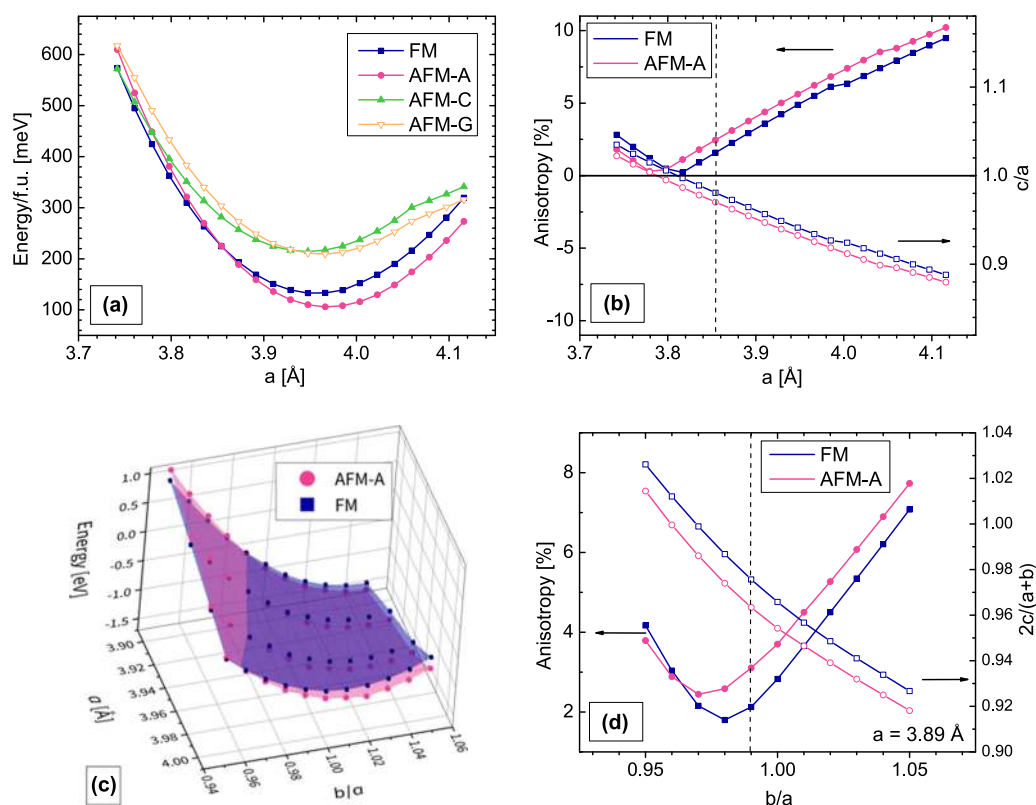 600
500
400
300
200
100
Energy/f.u. [meV]
FM
AFM-A
AFM-C
AFM-G
(a)
3.7
3.8
3.9
4.0
4.1
a [Å]
10
5
0
-5
-10
Anisotropy [%]
FM
AFM-A
1.1
1.0
0.9
c/a
(b)
3.7
3.8
3.9
4.0
4.1
a [Å]
1.0
0.5
0.0
-0.5
-1.0
-1.5
Energy [eV]
AFM-A
FM
3.90
3.92
3.94
3.96
3.98
4.00
a [Å]
0.94
0.96
0.98
1.00
1.02
1.04
1.06
b/a
(c)
8
6
4
2
Anisotropy [%]
FM
AFM-A
1.04
1.02
1.00
0.98
0.96
0.94
0.92
0.90
2c/(a+b)
(d)
a = 3.89 Å
0.95
1.00
1.05
b/a